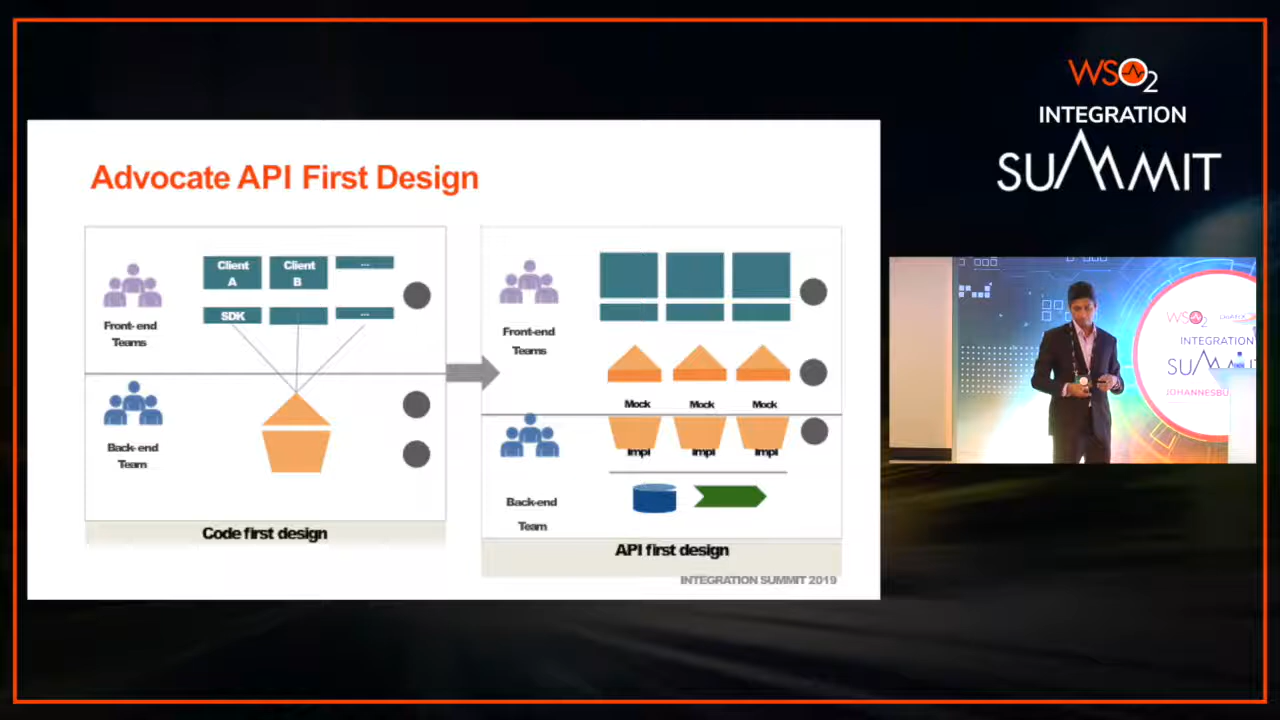 WSO2
INTEGRATION
SUMMIT
Advocate API First Design
Client
A
Client
B
...
SDK
...
Front-end
Teams
Back-end
Team
Code first design
Front-end
Teams
Mock
Mock
Mock
Impl
Impl
Impl
Back-end
Team
API first design
INTEGRATION SUMMIT 2019
WSO2
INTEGRATION
SUMMIT